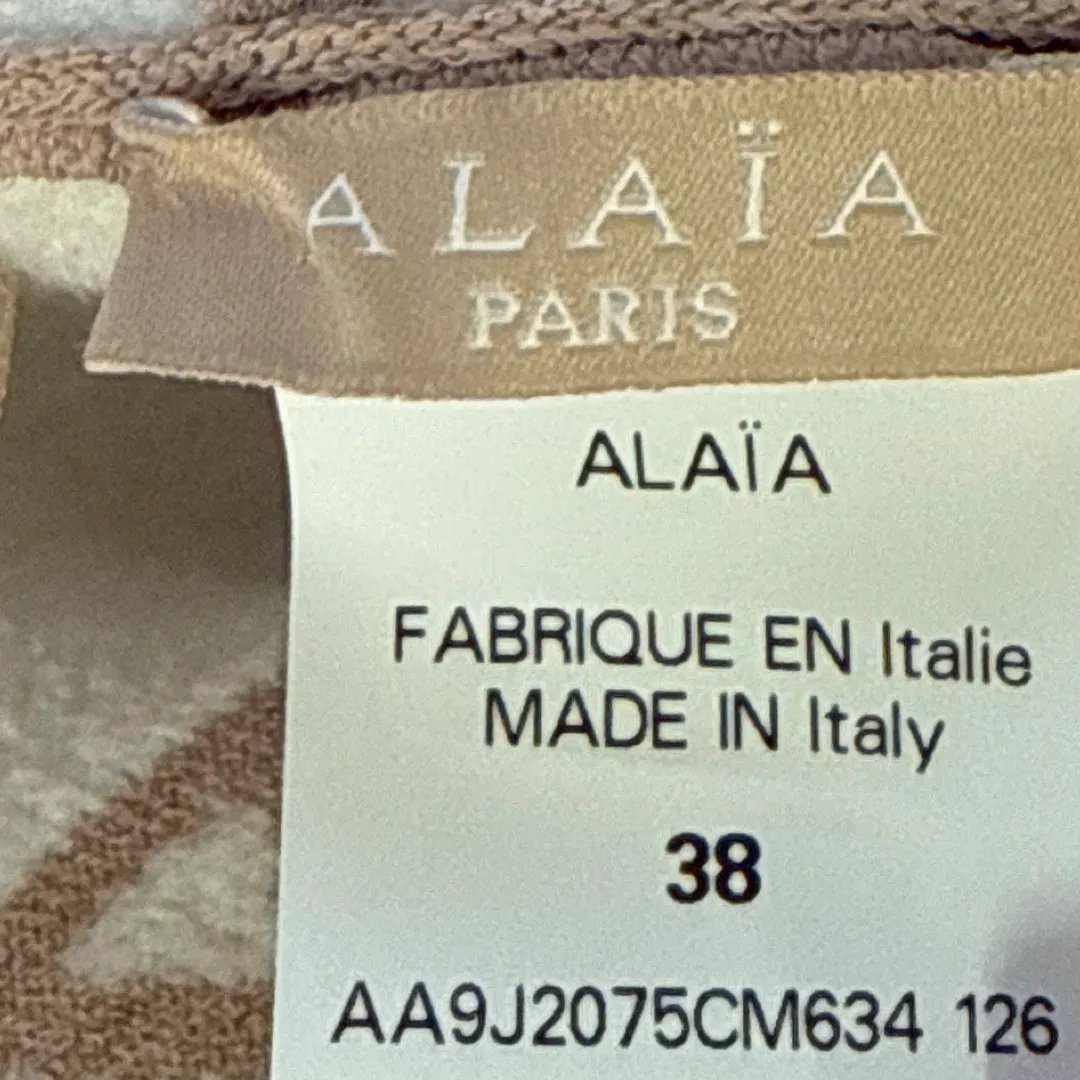 ALAÏA
PARIS
ALAÏA
FABRIQUE EN Italie
MADE IN Italy
38
AA9J2075CM634 126